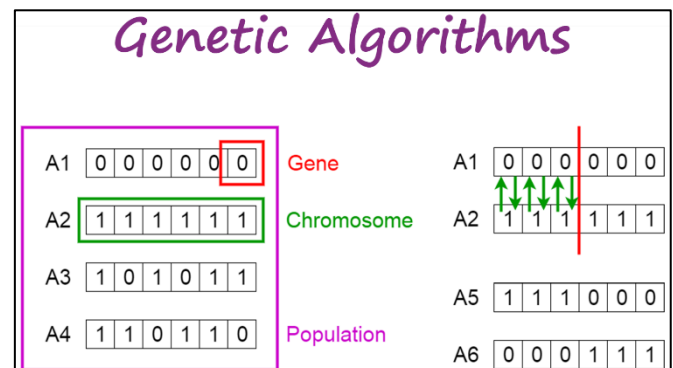 Genetic Algorithms
A1 0 0 0 0 0 0 Gene
A2 1 1 1 1 1 1 Chromosome
A3 1 0 1 0 1 1
A4 1 1 0 1 1 0 Population
A1 0 0 0 0 0 0
A2 1 1 1 1 1 1
A5 1 1 1 0 0 0
A6 0 0 0 1 1 1